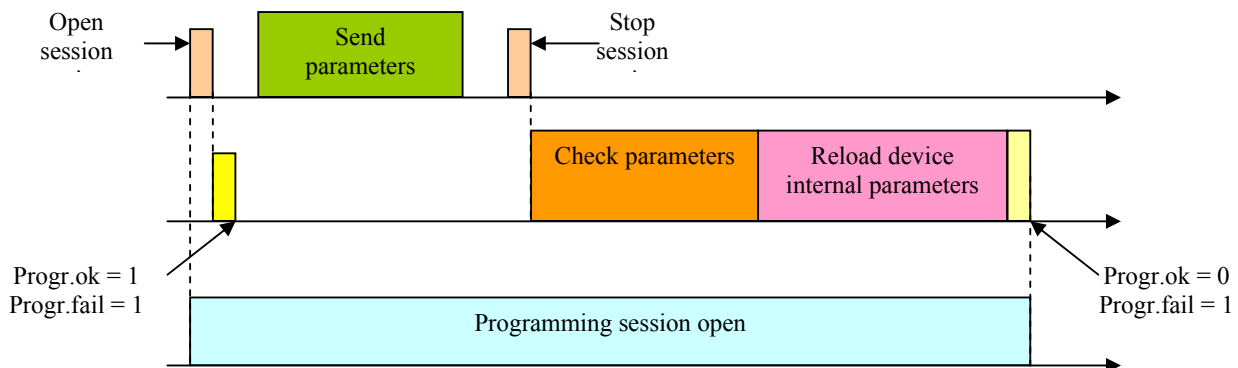 Open
session
.
Send
parameters
Stop
session
.
Check parameters
Reload device
internal parameters
Progr.ok = 1
Progr.fail = 1
Progr.ok = 0
Progr.fail = 1
Programming session open